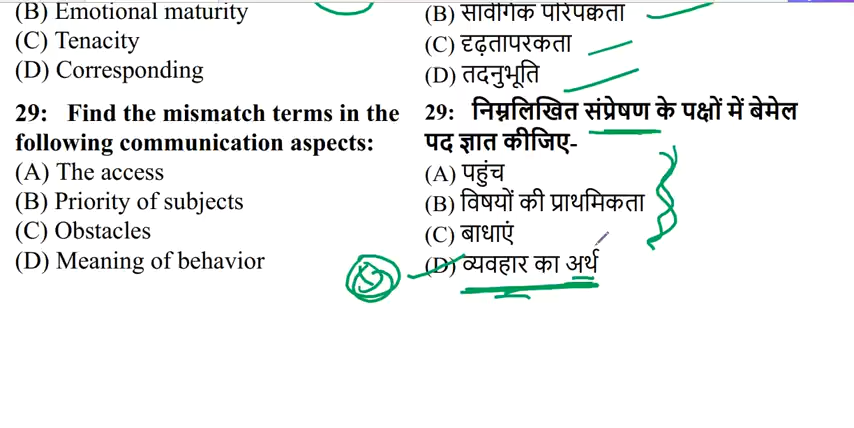 (B) Emotional maturity
(C) Tenacity
(D) Corresponding
29: Find the mismatch terms in the
following communication aspects:
(A) The access
(B) Priority of subjects
(C) Obstacles
(D) Meaning of behavior
(B) सांवेगिक परिपक्वता
(C) दृढ़तापरकता
(D) तदनुभूति
29: निम्नलिखित संप्रेषण के पक्षों में बेमेल
पद ज्ञात कीजिए-
(A) पहुंच
(B) विषयों की प्राथमिकता
(C) बाधाएं
(D) व्यवहार का अर्थ